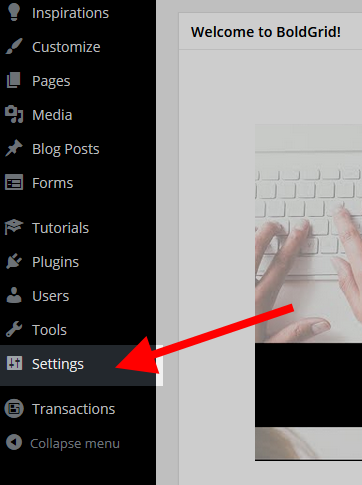 Inspirations
Customize
Pages
Media
Blog Posts
Forms
Tutorials
Plugins
Users
Tools
Settings
Transactions
Collapse menu
Welcome to BoldGrid!